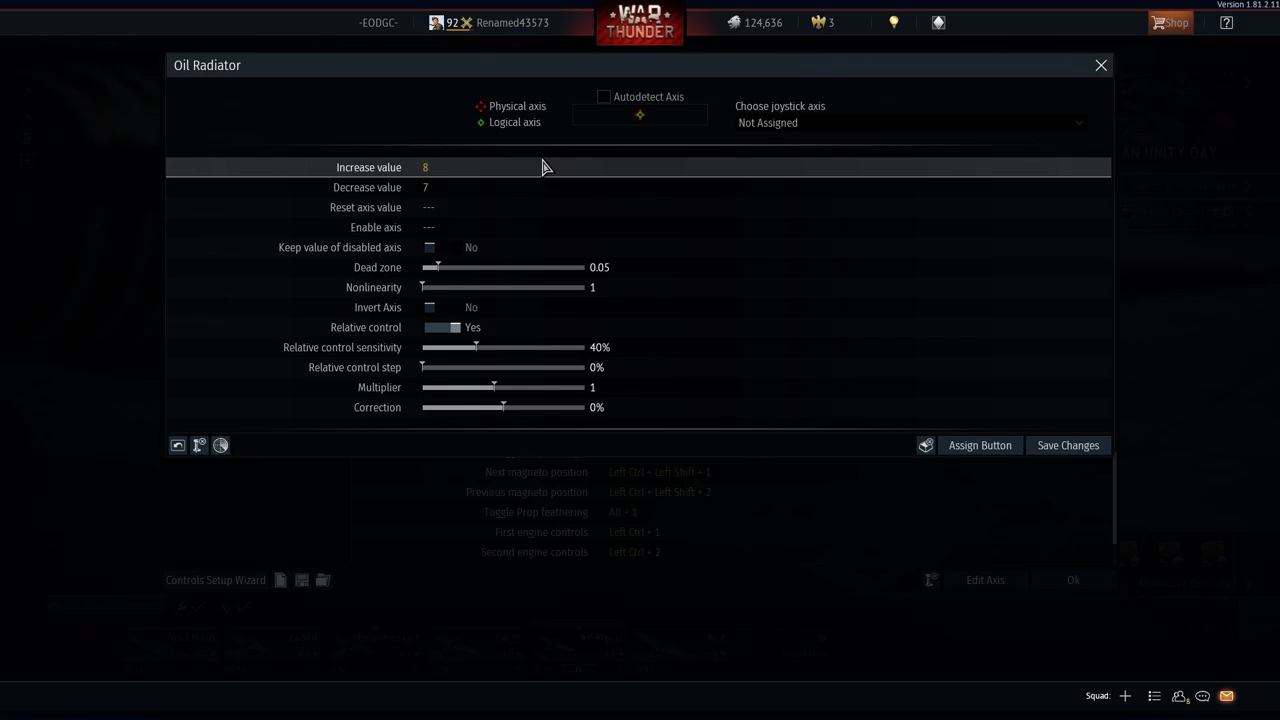 Version 1.81.2.11
-EODGC- 92 Renamed43573 WAR THUNDER 124,636 3 Shop
Oil Radiator
Autodetect Axis
Physical axis
Logical axis
Choose joystick axis
Not Assigned
AN UNITY DAY
Increase value 8
Decrease value 7
Reset axis value ---
Enable axis ---
Keep value of disabled axis No
Dead zone 0.05
Nonlinearity 1
Invert Axis No
Relative control Yes
Relative control sensitivity 40%
Relative control step 0%
Multiplier 1
Correction 0%
Assign Button Save Changes
Next magneto position Left Ctrl + Left Shift + 1
Previous magneto position Left Ctrl + Left Shift + 2
Toggle Prop feathering Alt + 1
First engine controls Left Ctrl + 1
Second engine controls Left Ctrl + 2
Controls Setup Wizard Edit Axis Ok
Squad: